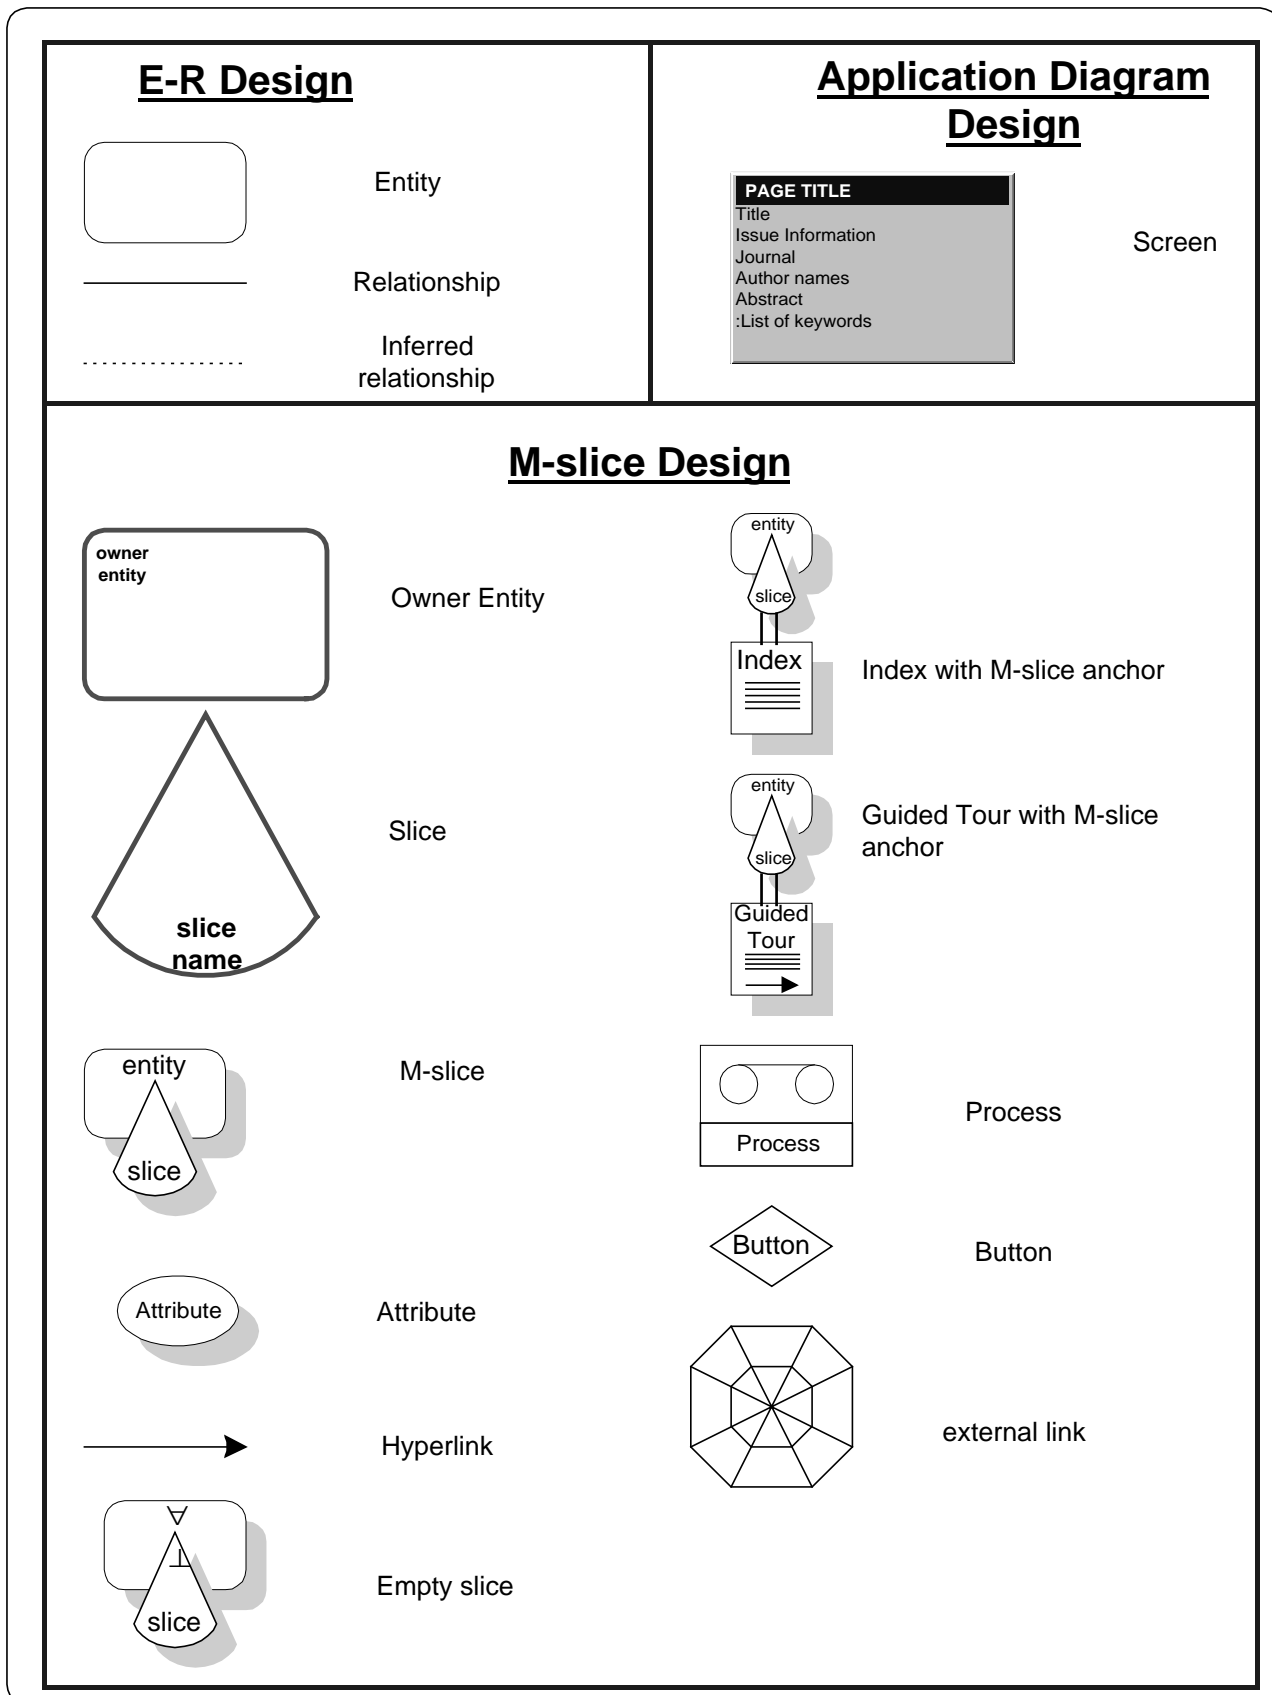 E-R Design
Entity
Relationship
Inferred
relationship
Application Diagram
Design
PAGE TITLE
Title
Issue Information
Journal
Author names
Abstract
:List of keywords
Screen
M-slice Design
owner
entity
Owner Entity
slice
name
Slice
entity
slice
M-slice
Attribute
Attribute
Hyperlink
∀
⊥
slice
Empty slice
entity
slice
Index
Index with M-slice anchor
entity
slice
Guided
Tour
Guided Tour with M-slice
anchor
Process
Process
Button
Button
external link